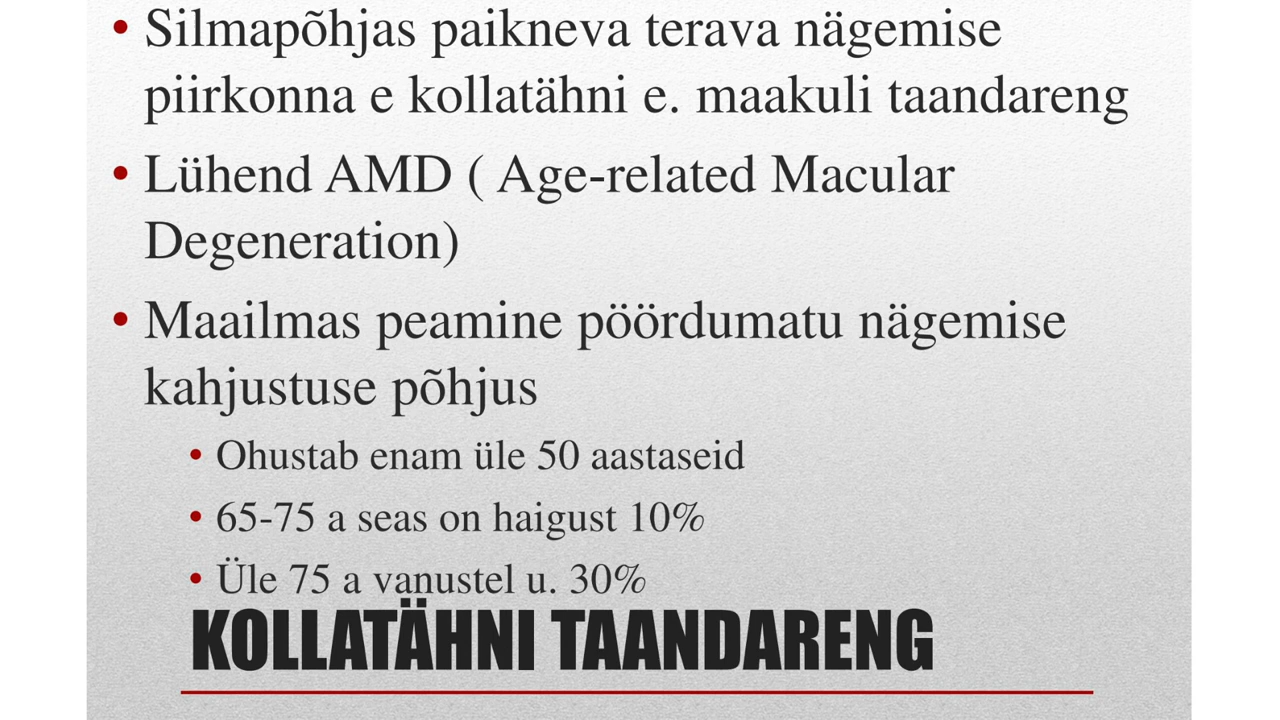 • Silmapõhjas paikneva terava nägemise
piirkonna e kollatähni e. maakuli taandareng
• Lühend AMD ( Age-related Macular
Degeneration)
• Maailmas peamine pöördumatu nägemise
kahjustuse põhjus
• Ohustab enam üle 50 aastaseid
• 65-75 a seas on haigust 10%
• Üle 75 a vanustel u. 30%
KOLLATÄHNI TAANDARENG